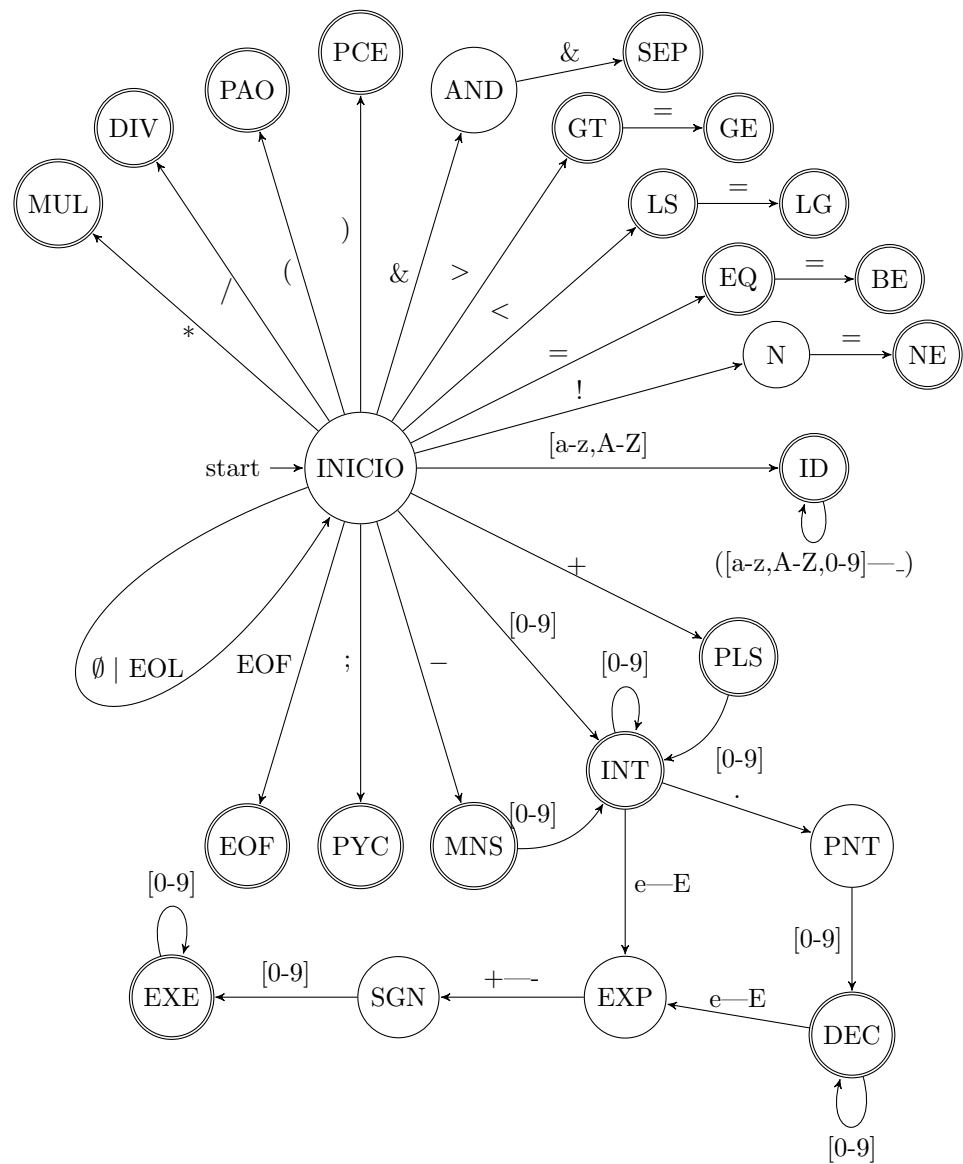 PCE
SEP
&
PAO
AND
=
DIV
GT
GE
=
MUL
LS
LG
)
(
&
>
=
/
<
EQ
BE
*
=
=
!
N
NE
[a-z,A-Z]
start
INICIO
ID
([a-z,A-Z,0-9]—_)
+
[0-9]
∅ | EOL
EOF
;
−
[0-9]
PLS
INT
[0-9]
.
[0-9]
EOF
PYC
MNS
PNT
[0-9]
e—E
[0-9]
[0-9]
+—-
e—E
EXE
SGN
EXP
DEC
[0-9]